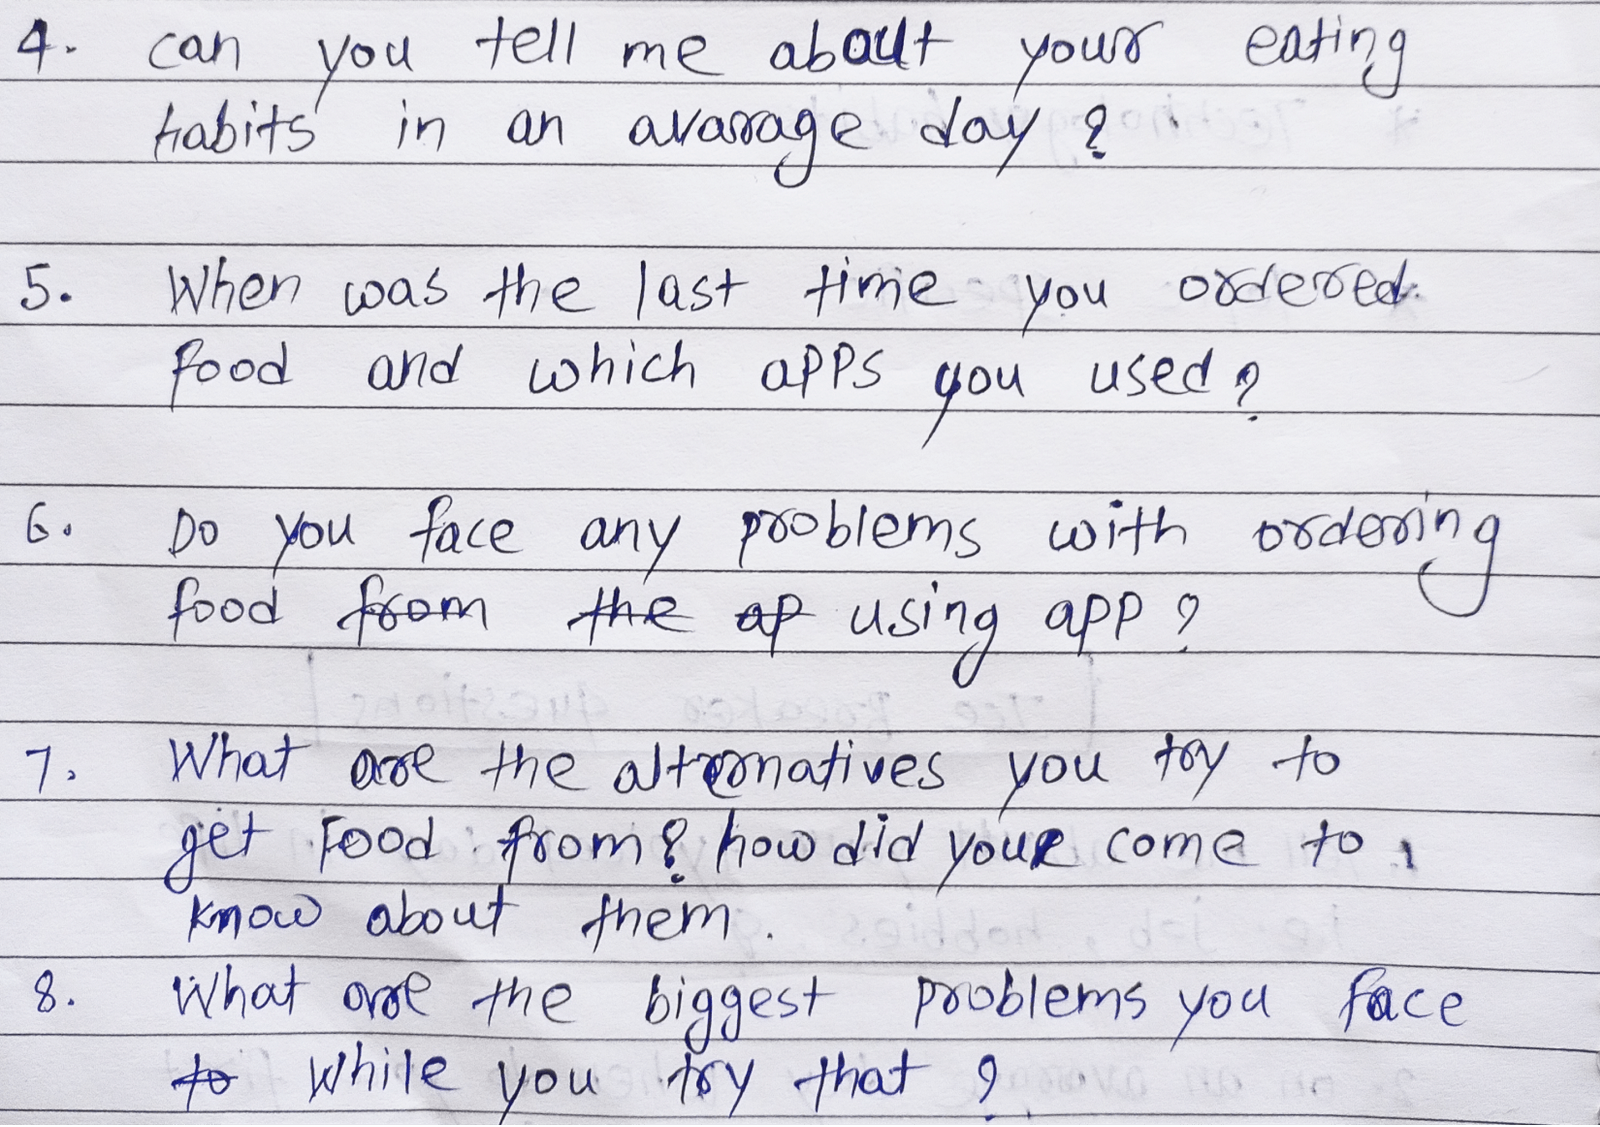 4. can you tell me about your eating
habits in an avarage day?
5. When was the last time you ordered
food and which apps you used?
6. Do you face any problems with ordering
food ~~from~~ ~~the~~ ~~ap~~ using app?
7. What are the alternatives you try to
get Food from? how did you come to
know about them.
8. What are the biggest problems you face
~~to~~ while you try that?